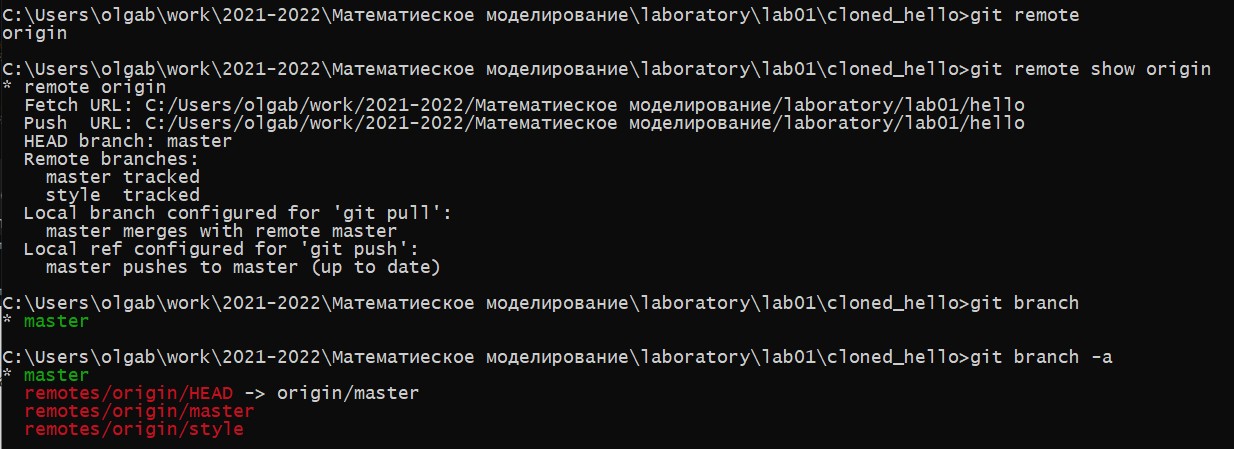 C:\Users\olgab\work\2021-2022\Математиеское моделирование\laboratory\lab01\cloned_hello>git remote
origin
C:\Users\olgab\work\2021-2022\Математиеское моделирование\laboratory\lab01\cloned_hello>git remote show origin
* remote origin
  Fetch URL: C:/Users/olgab/work/2021-2022/Математиеское моделирование/laboratory/lab01/hello
  Push  URL: C:/Users/olgab/work/2021-2022/Математиеское моделирование/laboratory/lab01/hello
  HEAD branch: master
  Remote branches:
    master tracked
    style  tracked
  Local branch configured for 'git pull':
    master merges with remote master
  Local ref configured for 'git push':
    master pushes to master (up to date)
C:\Users\olgab\work\2021-2022\Математиеское моделирование\laboratory\lab01\cloned_hello>git branch
* master
C:\Users\olgab\work\2021-2022\Математиеское моделирование\laboratory\lab01\cloned_hello>git branch -a
* master
  remotes/origin/HEAD -> origin/master
  remotes/origin/master
  remotes/origin/style